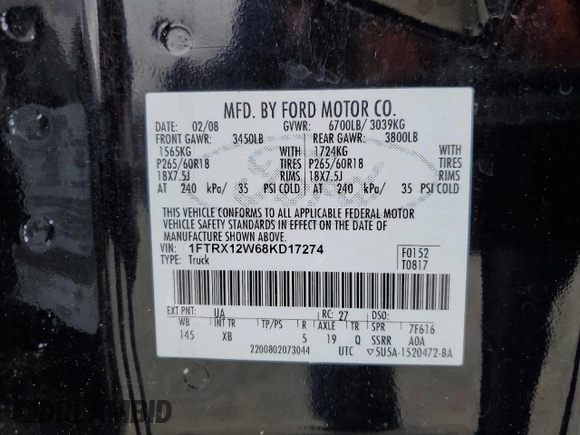 MFD. BY FORD MOTOR CO.
DATE: 02/08 GVWR: 6700LB/ 3039KG
FRONT GAWR: 3450LB REAR GAWR: 3800LB
1565KG WITH 1724KG WITH
P265/60R18 TIRES P265/60R18 TIRES
18X7.5J RIMS 18X7.5J RIMS
AT 240 kPa/ 35 PSI COLD AT 240 kPa/ 35 PSI COLD
THIS VEHICLE CONFORMS TO ALL APPLICABLE FEDERAL MOTOR
VEHICLE SAFETY STANDARDS IN EFFECT ON THE DATE OF
MANUFACTURE SHOWN ABOVE.
VIN: 1FTRX12W68KD17274 F0152
TYPE: Truck T0817
EXT PNT: UA RC: 27 DSO:
WB INT TR TP/PS R AXLE TR SPR 7F616
145 XB 5 19 Q SSRR A0A
2200802073044 UTC ▽5U5A-1520472-BA
DREAMBID